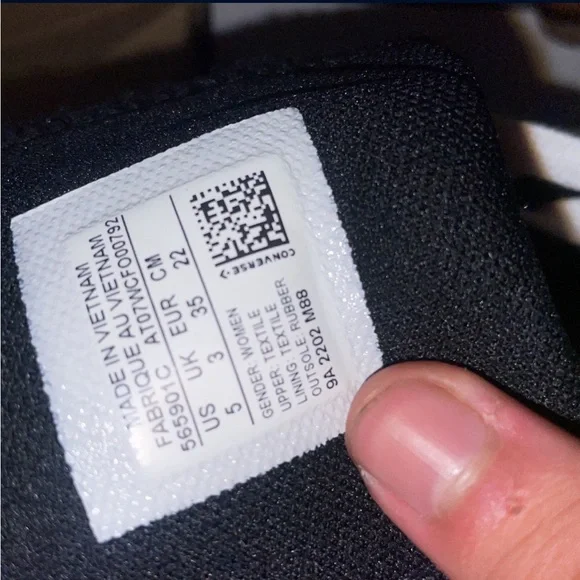 MADE IN VIETNAM
FABRIQUE AU VIETNAM
565901C AT07WCFO00792
US UK EUR CM
5 3 35 22
CONVERSE
GENDER: WOMEN
UPPER: TEXTILE
LINING: TEXTILE
OUTSOLE: RUBBER
9A 2202 M88